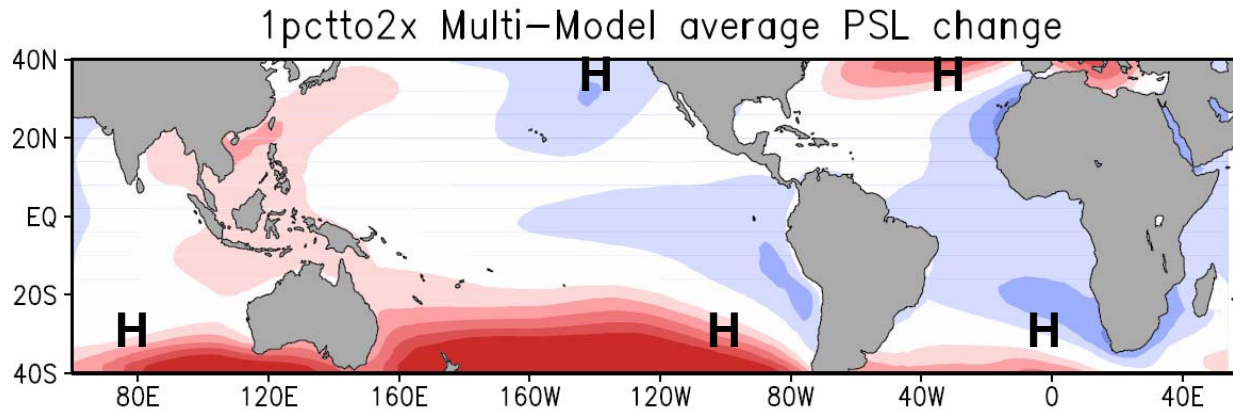 1pctto2x Multi-Model average PSL change
40N
H H
20N
EQ
20S
H H H
40S
80E 120E 160E 160W 120W 80W 40W 0 40E